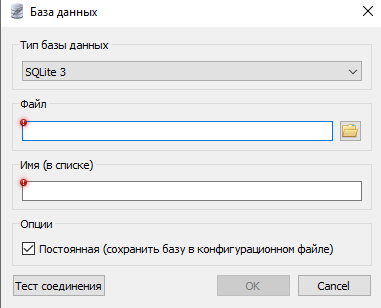 База данных
Тип базы данных
SQLite 3
Файл
Имя (в списке)
Опции
Постоянная (сохранить базу в конфигурационном файле)
Тест соединения
OK
Cancel